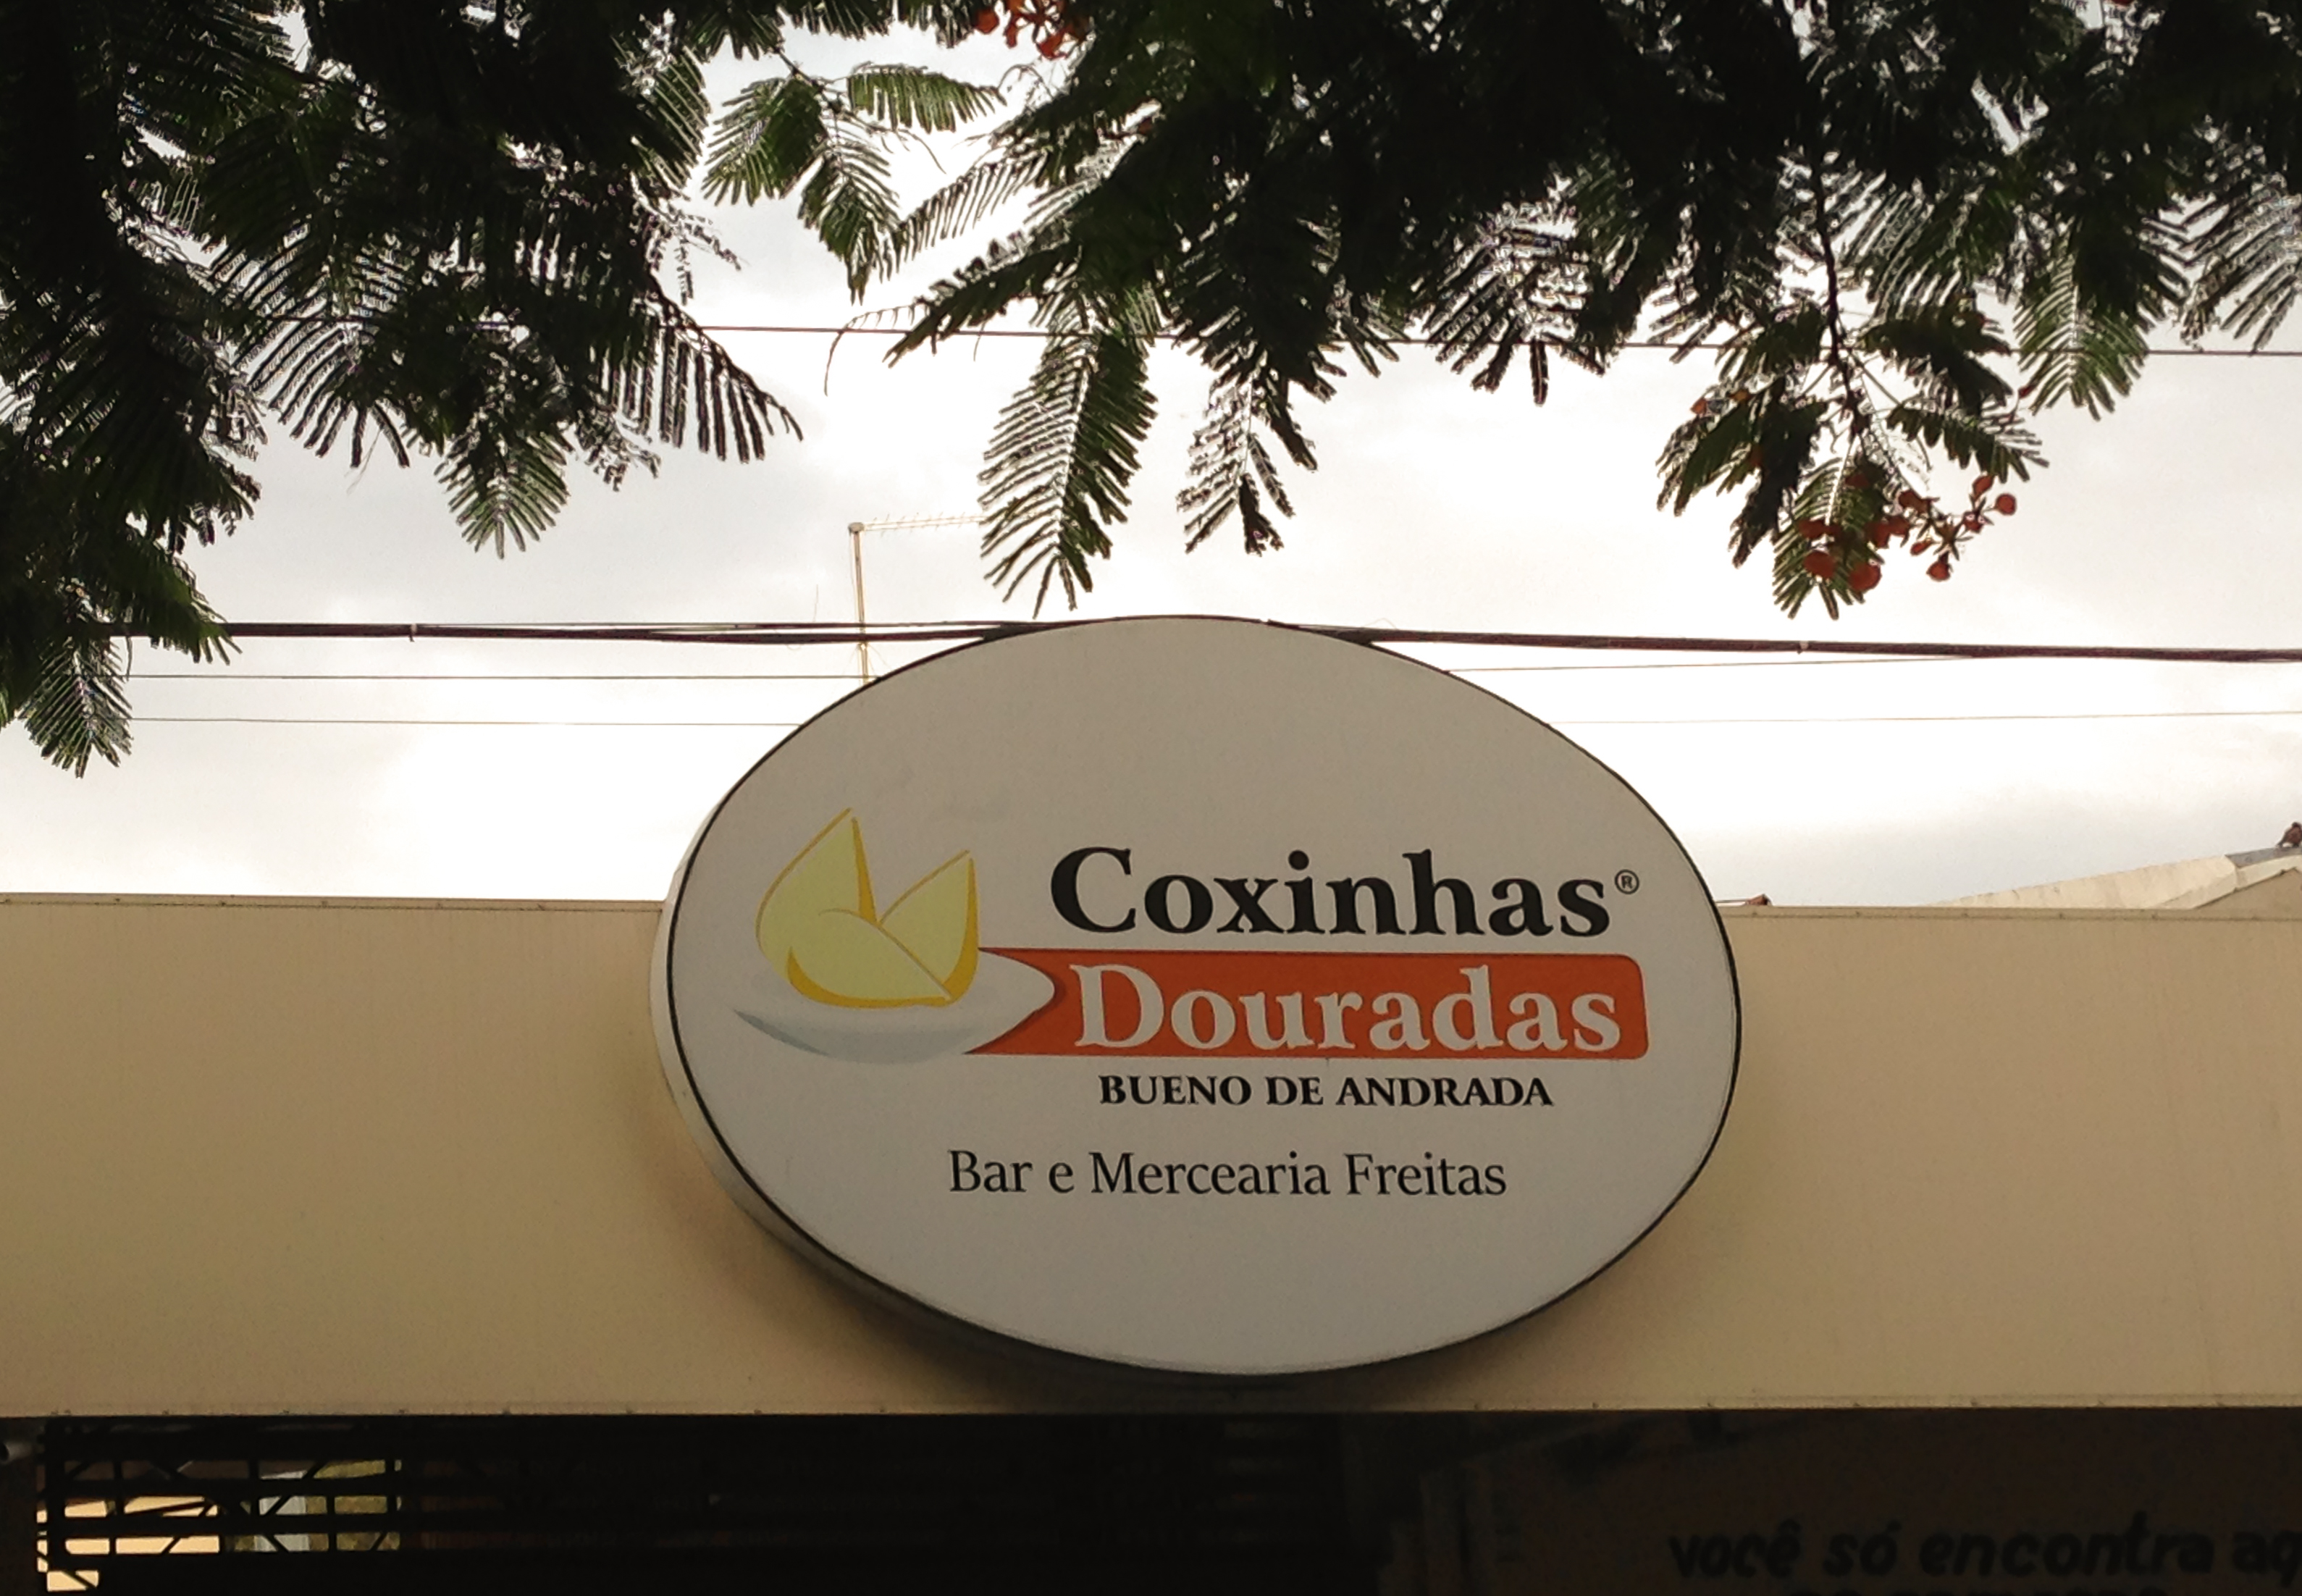 Coxinhas®
Douradas
BUENO DE ANDRADA
Bar e Mercearia Freitas
você só encontra